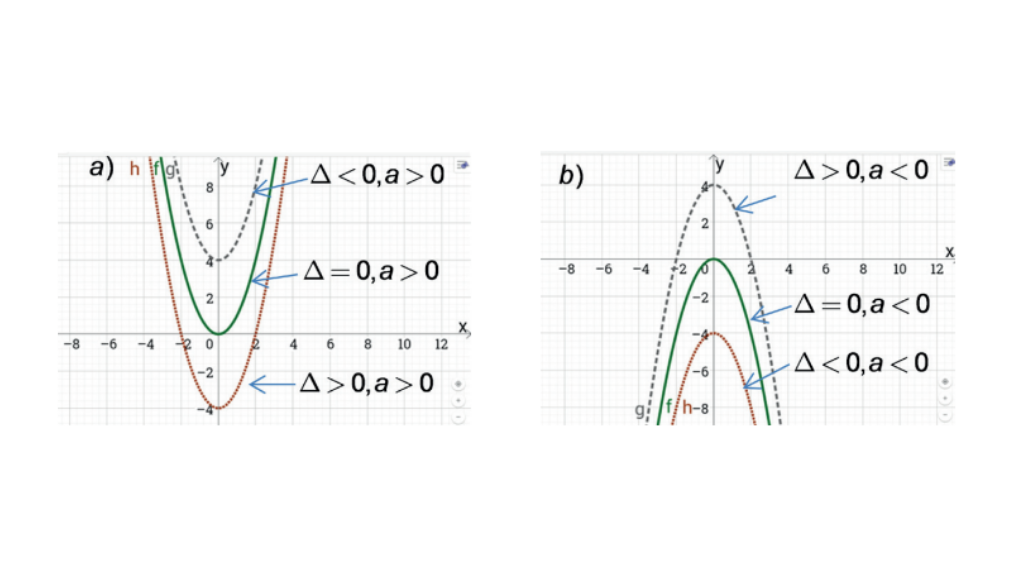 a) h f g y Δ < 0, a > 0
8
6
4
Δ = 0, a > 0
2
x
-8 -6 -4 -2 0 2 4 6 8 10 12
-2
Δ > 0, a > 0
-4
b) y Δ > 0, a < 0
4
2
x
-8 -6 -4 -2 0 2 4 6 8 10 12
-2
Δ = 0, a < 0
-4
Δ < 0, a < 0
-6
g f h -8